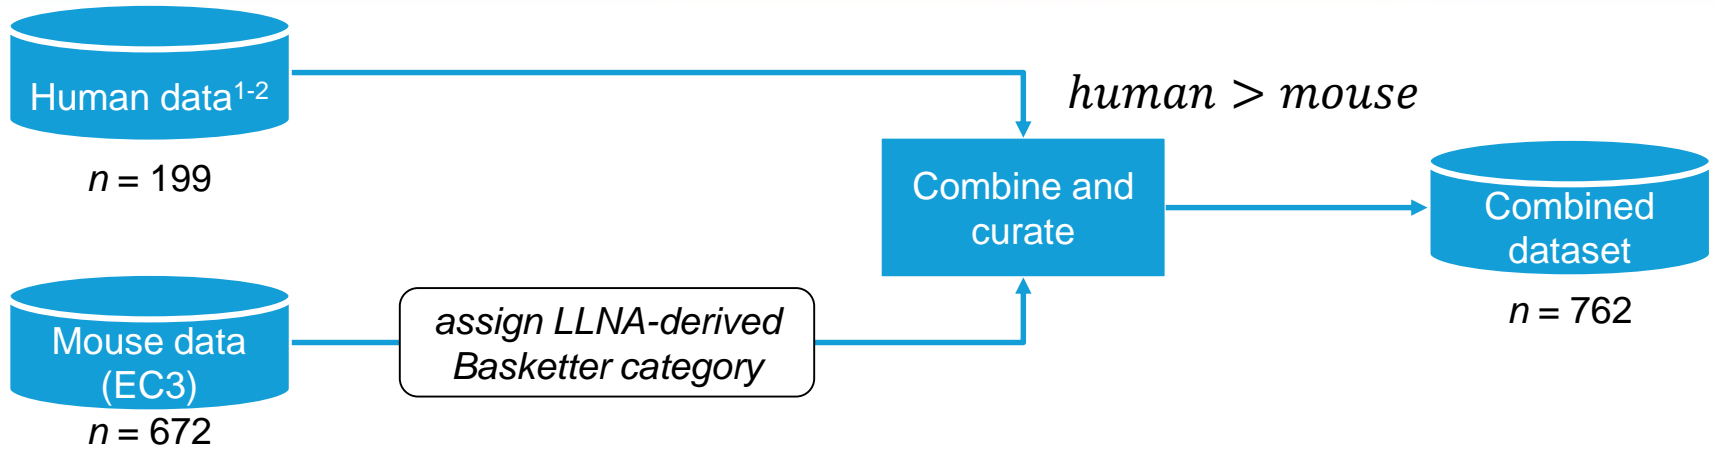 Human data1-2
n = 199
Mouse data
(EC3)
n = 672
assign LLNA-derived
Basketter category
human > mouse
Combine and
curate
Combined
dataset
n = 762